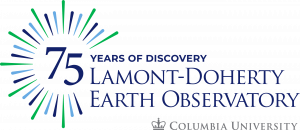 75 YEARS OF DISCOVERY
LAMONT-DOHERTY
EARTH OBSERVATORY
COLUMBIA UNIVERSITY